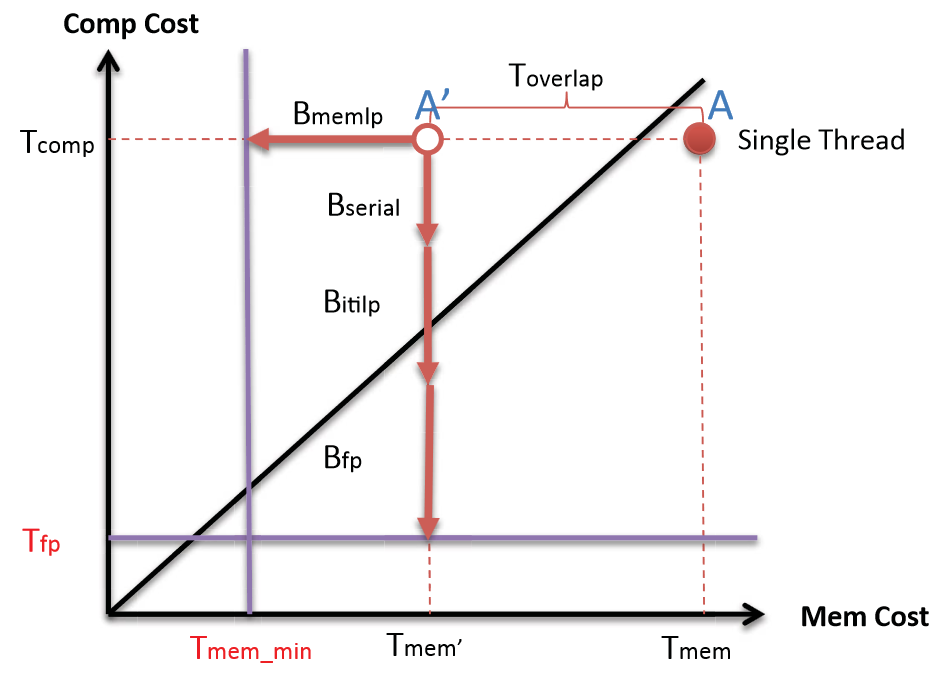 Comp Cost
Toverlap
Bmemlp
A′
A
Tcomp
Single Thread
Bserial
Bitilp
Bfp
Tfp
Mem Cost
Tmem_min
Tmem′
Tmem